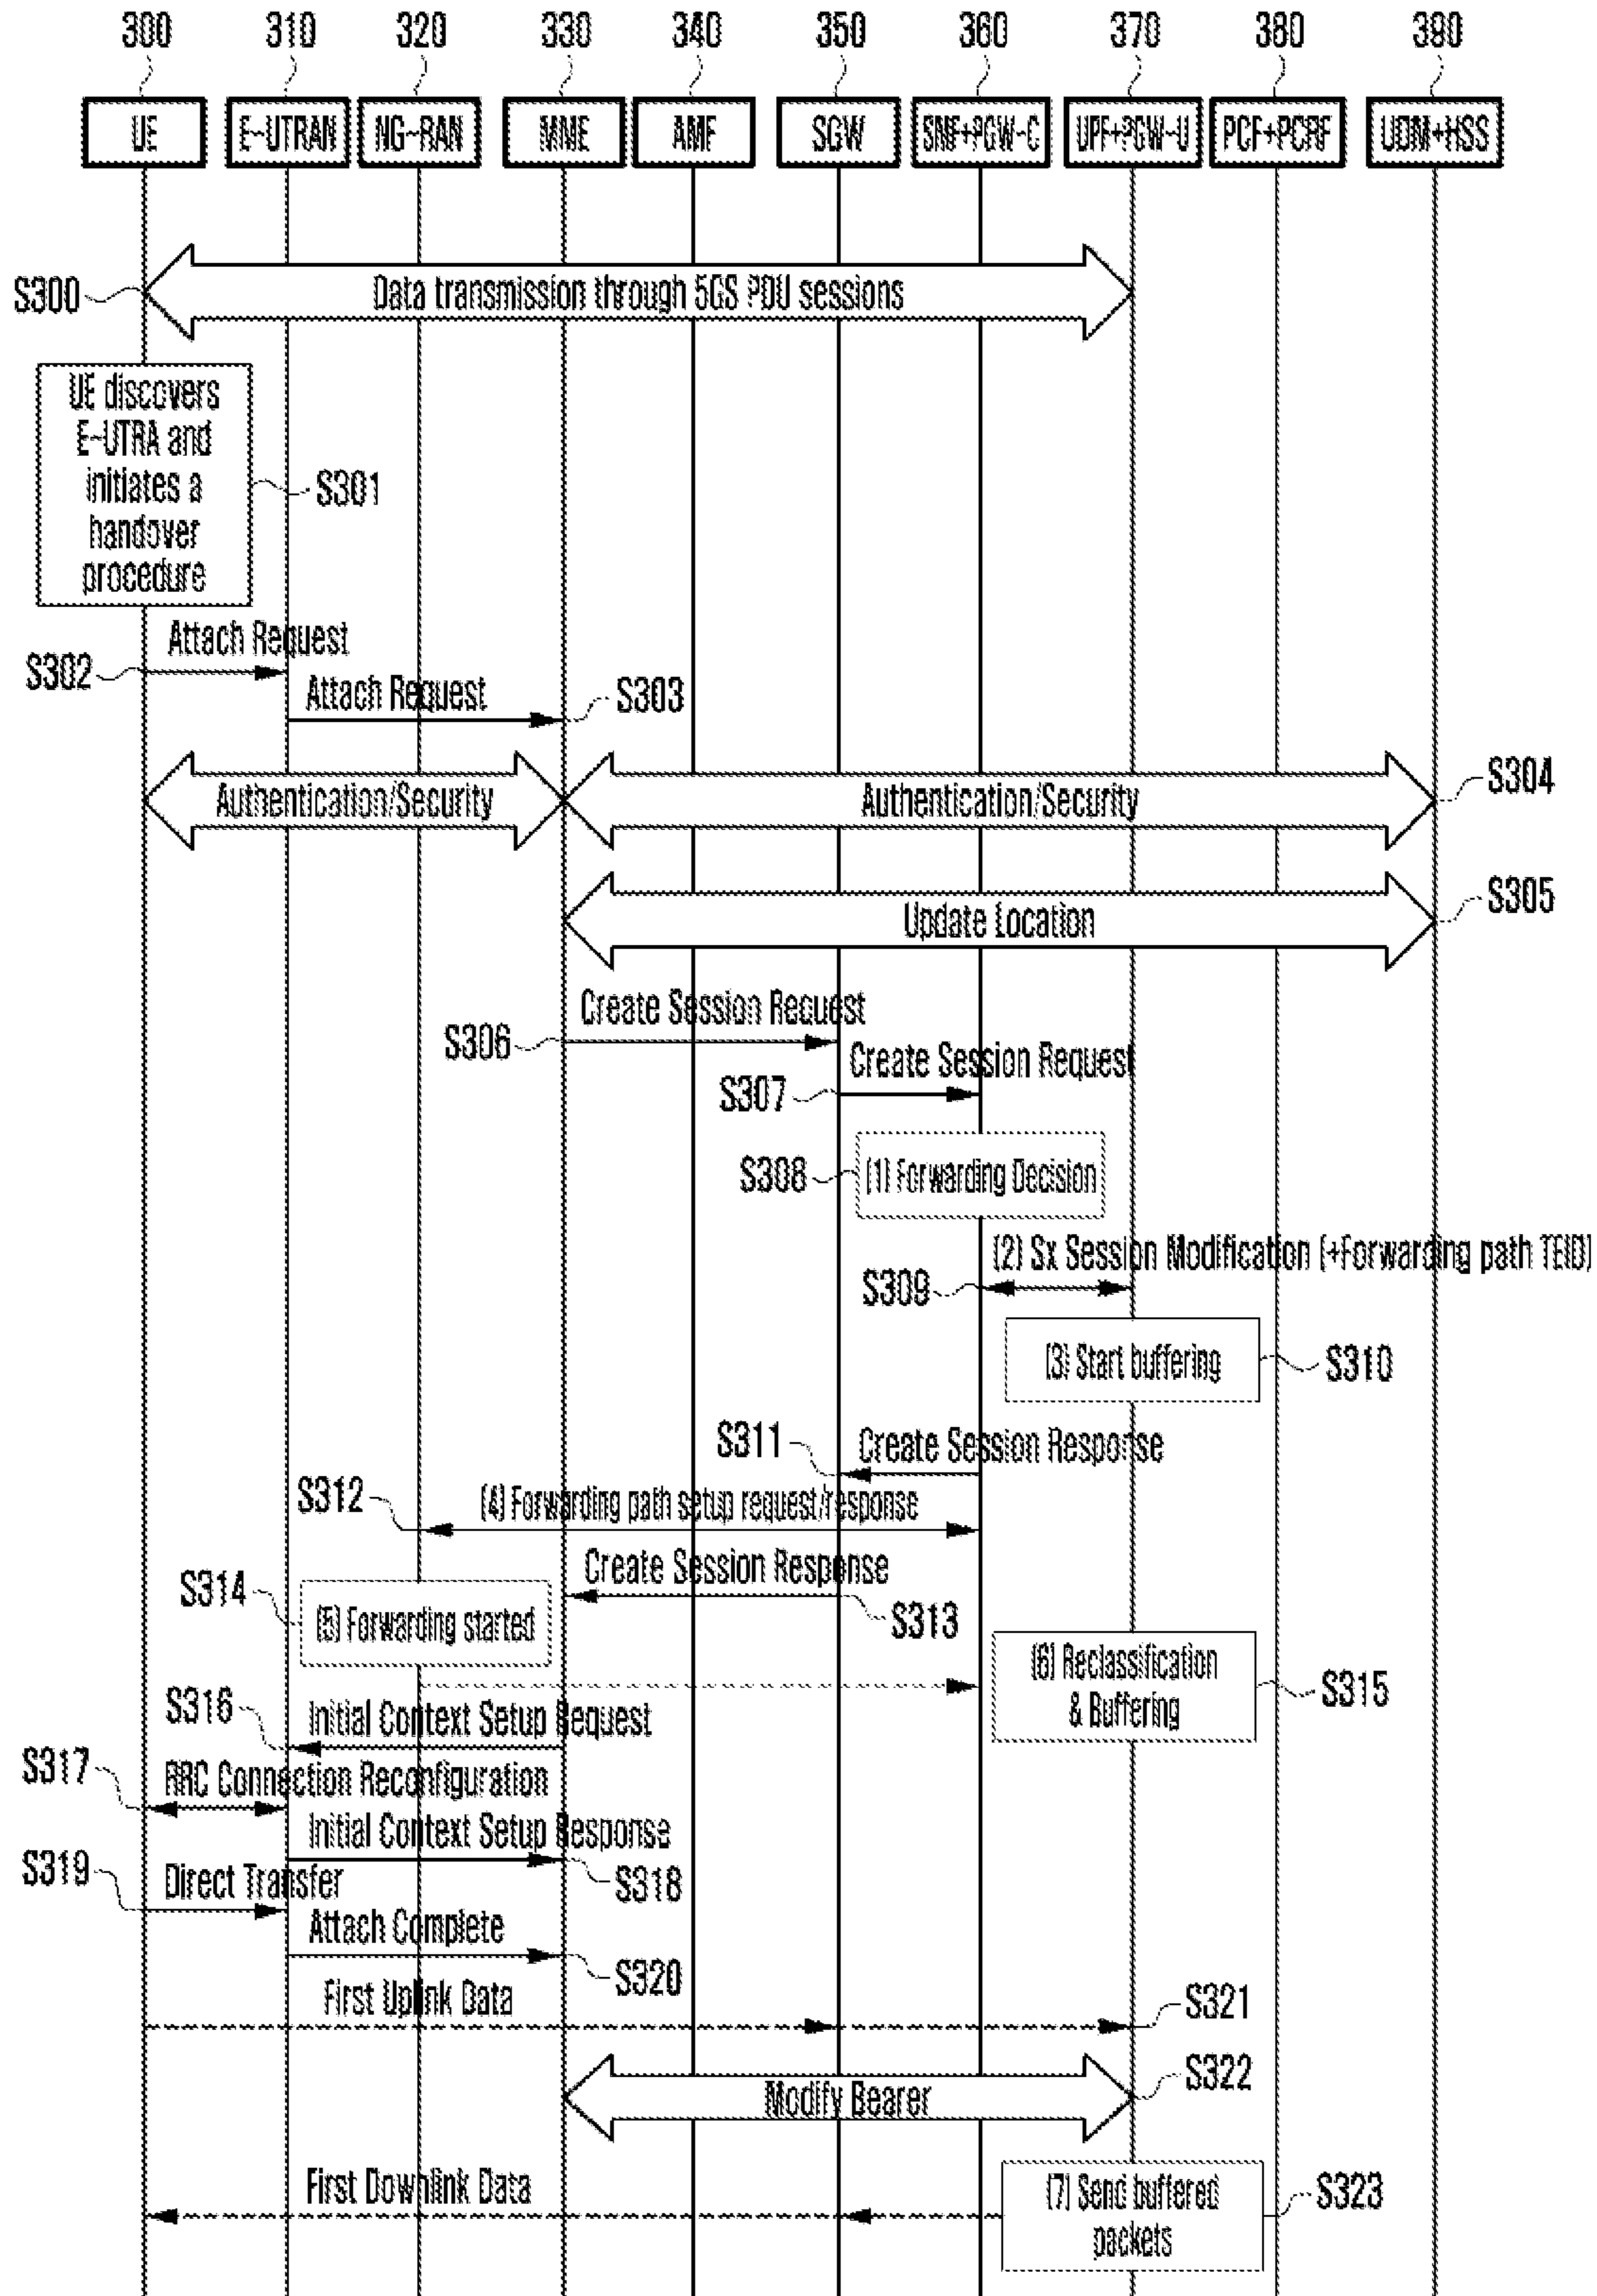 300 310 320 330 340 350 360 370 380 390
UE E-UTRAN NG-RAN MME AMF SGW SMF+PGW-C UPF+PGW-U PCF+PCRF UDM+HSS
S300
Data transmission through 5GS PDU sessions
UE discovers
E-UTRA and
initiates a
handover
procedure
S301
Attach Request
S302
Attach Request
S303
Authentication/Security
Authentication/Security
S304
Update Location
S305
Create Session Request
S306
Create Session Request
S307
S308
(1) Forwarding Decision
(2) Sx Session Modification (+Forwarding path TEID)
S309
(3) Start buffering
S310
S311
Create Session Response
S312
(4) Forwarding path setup request/response
Create Session Response
S313
S314
(5) Forwarding started
(6) Reclassification
& Buffering
S315
S316
Initial Context Setup Request
S317
RRC Connection Reconfiguration
Initial Context Setup Response
S318
S319
Direct Transfer
Attach Complete
S320
First Uplink Data
S321
Modify Bearer
S322
First Downlink Data
(7) Send buffered
packets
S323